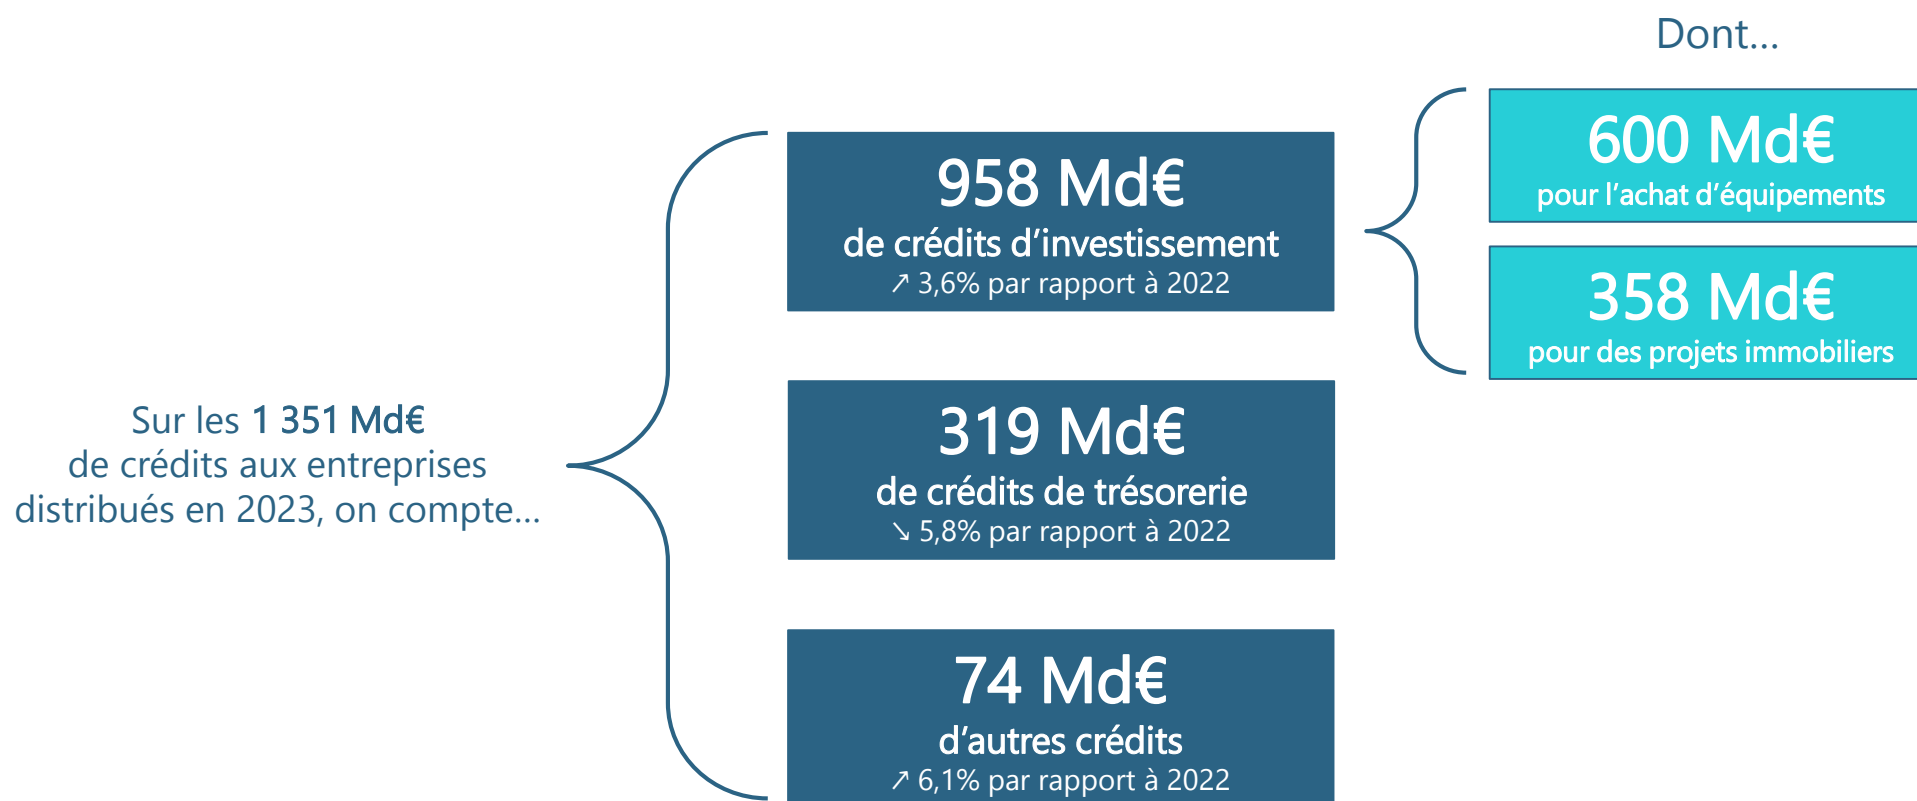 Dont...
600 Md€
pour l’achat d’équipements
358 Md€
pour des projets immobiliers
958 Md€
de crédits d’investissement
↗ 3,6% par rapport à 2022
Sur les 1 351 Md€
de crédits aux entreprises
distribués en 2023, on compte...
319 Md€
de crédits de trésorerie
↘ 5,8% par rapport à 2022
74 Md€
d’autres crédits
↗ 6,1% par rapport à 2022